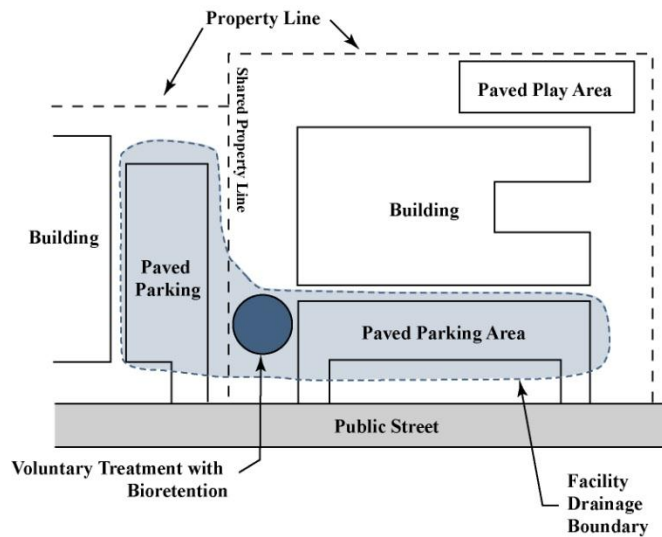 Property Line
Shared Property Line
Paved Play Area
Building
Building
Paved
Parking
Paved Parking Area
Public Street
Voluntary Treatment with
Bioretention
Facility
Drainage
Boundary